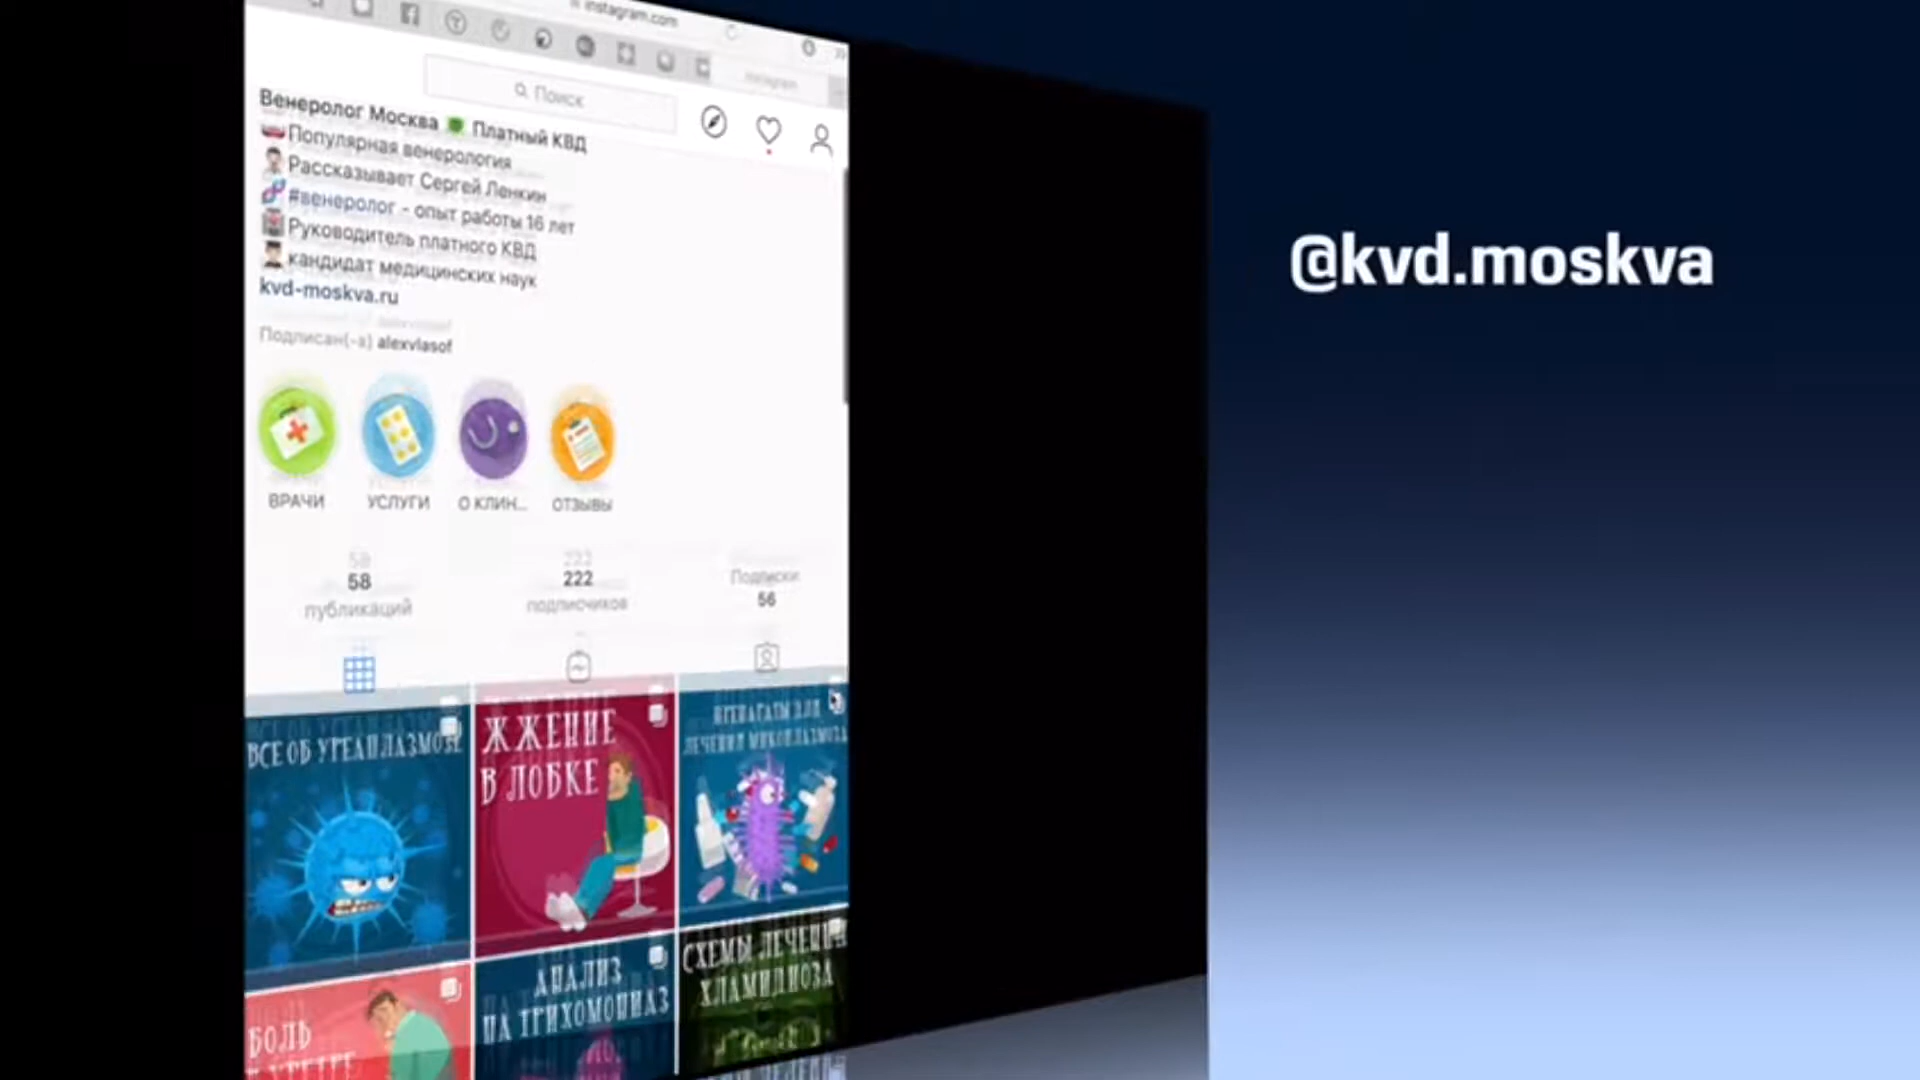 instagram.com
Instagram
Поиск
Венеролог Москва Платный КВД
Популярная венерология
Рассказывает Сергей Ленкин
#венеролог - опыт работы 16 лет
Руководитель платного КВД
кандидат медицинских наук
kvd-moskva.ru
Подписан(-а) alexvlasof
ВРАЧИ
УСЛУГИ
О КЛИН...
ОТЗЫВЫ
58
публикаций
222
подписчиков
Подписки
56
ВСЕ ОБ УРЕАПЛАЗМОЗЕ
ЖЖЕНИЕ
В ЛОБКЕ
ПРЕПАРАТЫ ДЛЯ
ЛЕЧЕНИЯ МИКОПЛАЗМОЗА
БОЛЬ
В УРЕТРЕ
АНАЛИЗ
НА ТРИХОМОНИАЗ
СХЕМЫ ЛЕЧЕНИЯ
ХЛАМИДИОЗА
@kvd.moskva